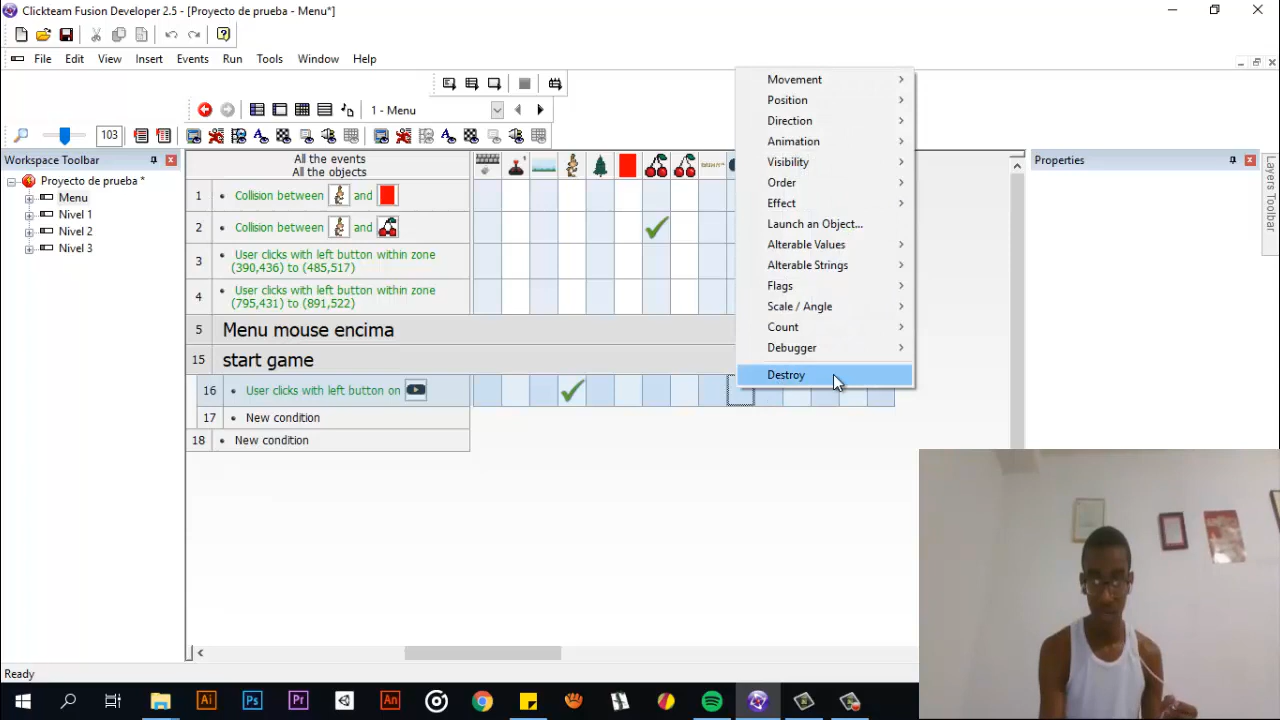 Clickteam Fusion Developer 2.5 - [Proyecto de prueba - Menu*]
File Edit View Insert Events Run Tools Window Help
1 - Menu
103
Workspace Toolbar
Proyecto de prueba *
Menu
Nivel 1
Nivel 2
Nivel 3
All the events
All the objects
1 • Collision between and
2 • Collision between and
3 User clicks with left button within zone
(390,436) to (485,517)
4 User clicks with left button within zone
(795,431) to (891,522)
5 Menu mouse encima
15 start game
16 • User clicks with left button on
17 • New condition
18 • New condition
Movement
Position
Direction
Animation
Visibility
Order
Effect
Launch an Object...
Alterable Values
Alterable Strings
Flags
Scale / Angle
Count
Debugger
Destroy
Properties
Layers Toolbar
Ready
Ai Ps Pr An